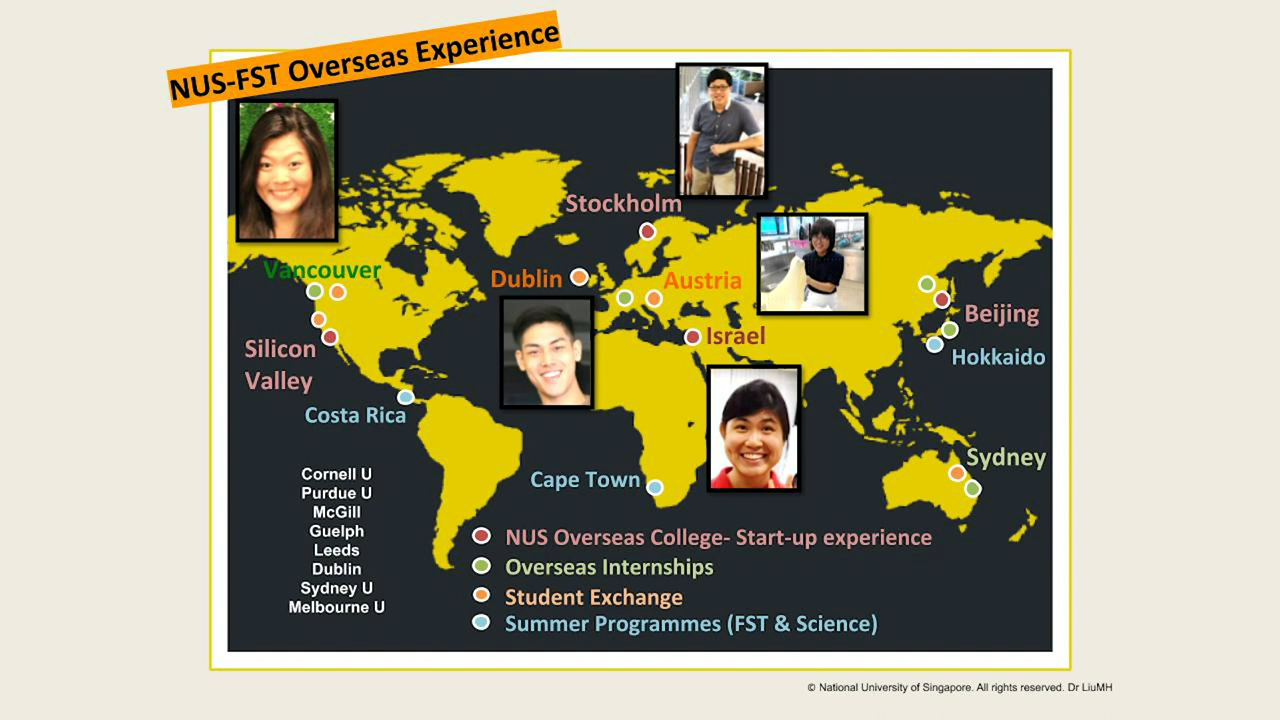 NUS-FST Overseas Experience
Stockholm
Vancouver
Dublin
Austria
Beijing
Israel
Silicon
Valley
Hokkaido
Costa Rica
Sydney
Cape Town
Cornell U
Purdue U
McGill
Guelph
Leeds
Dublin
Sydney U
Melbourne U
NUS Overseas College- Start-up experience
Overseas Internships
Student Exchange
Summer Programmes (FST & Science)
© National University of Singapore. All rights reserved. Dr LiuMH